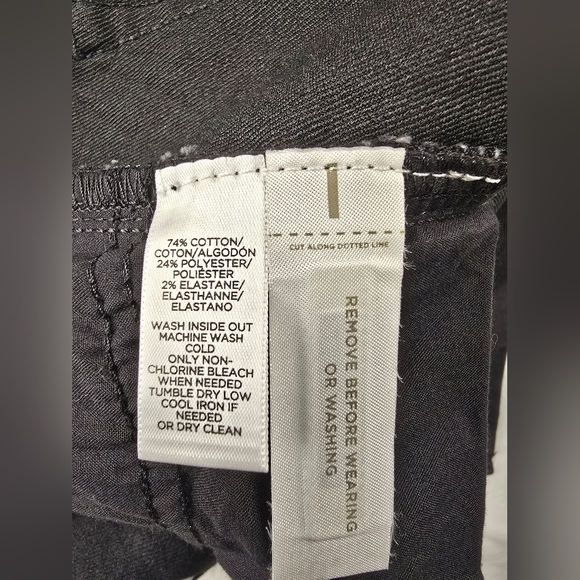 74% COTTON/
COTON/ALGODÓN
24% POLYESTER/
POLIÉSTER
2% ELASTANE/
ELASTHANNE/
ELASTANO
WASH INSIDE OUT
MACHINE WASH
COLD
ONLY NON-
CHLORINE BLEACH
WHEN NEEDED
TUMBLE DRY LOW
COOL IRON IF
NEEDED
OR DRY CLEAN
CUT ALONG DOTTED LINE
REMOVE BEFORE WEARING
OR WASHING